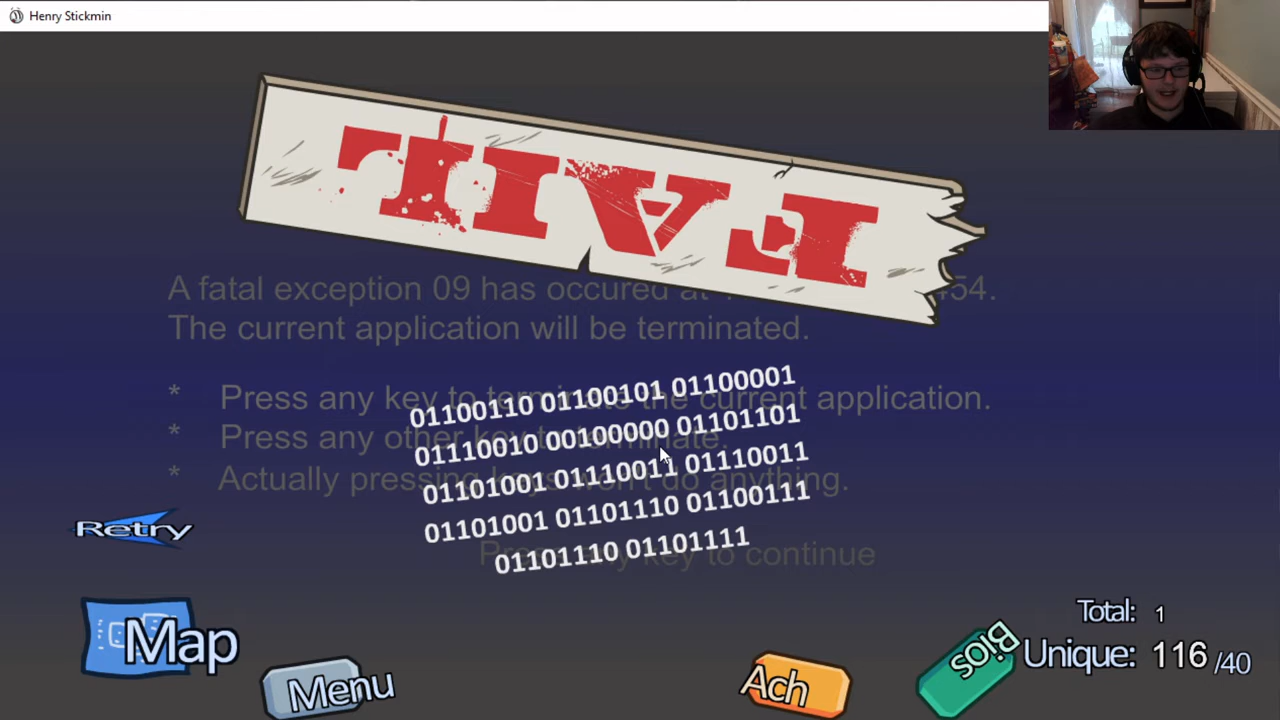 Henry Stickmin
FAIL
A fatal exception 09 has occured at 454.
The current application will be terminated.
* Press any key to terminate the current application.
* Press any other key to terminate.
* Actually pressing keys won't do anything.
Press any key to continue
01100110 01100101 01100001
01110010 00100000 01101101
01101001 01110011 01110011
01101001 01101110 01100111
01101110 01101111
Retry
Map
Menu
Ach
Bios
Total: 1
Unique: 116 /40